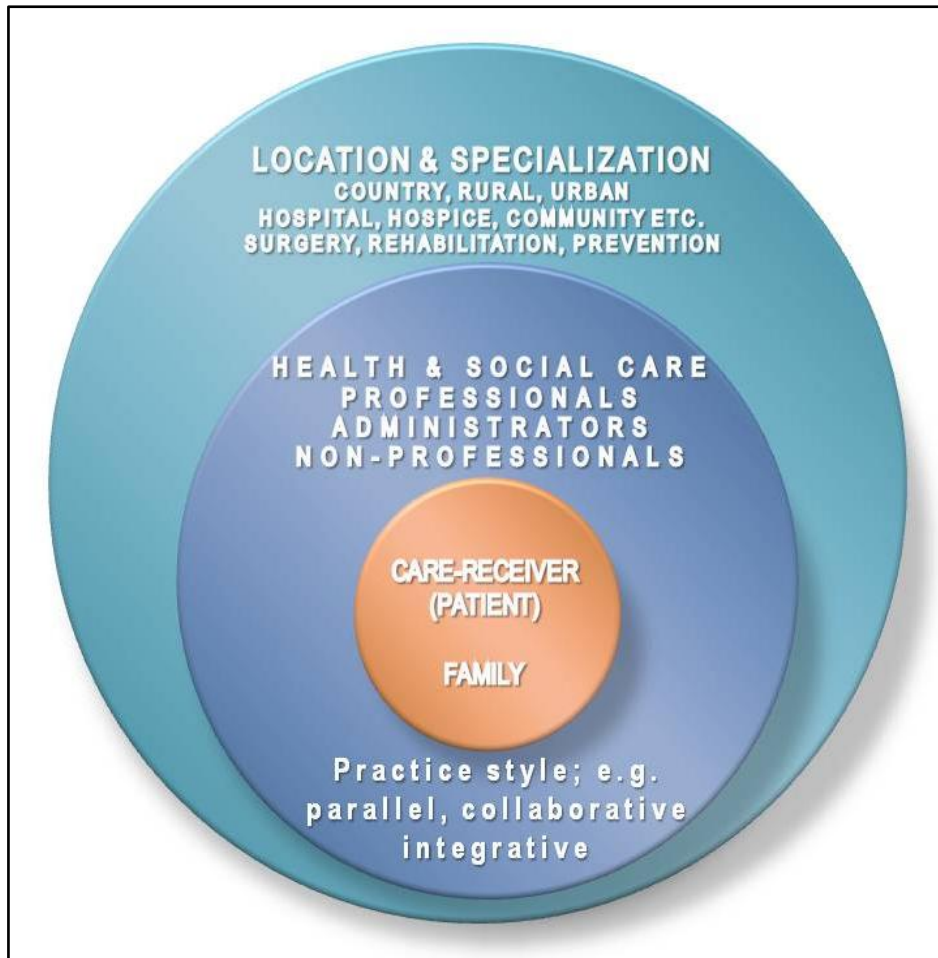 LOCATION & SPECIALIZATION
COUNTRY, RURAL, URBAN
HOSPITAL, HOSPICE, COMMUNITY ETC.
SURGERY, REHABILITATION, PREVENTION
HEALTH & SOCIAL CARE
PROFESSIONALS
ADMINISTRATORS
NON-PROFESSIONALS
CARE-RECEIVER
(PATIENT)
FAMILY
Practice style; e.g.
parallel, collaborative
integrative